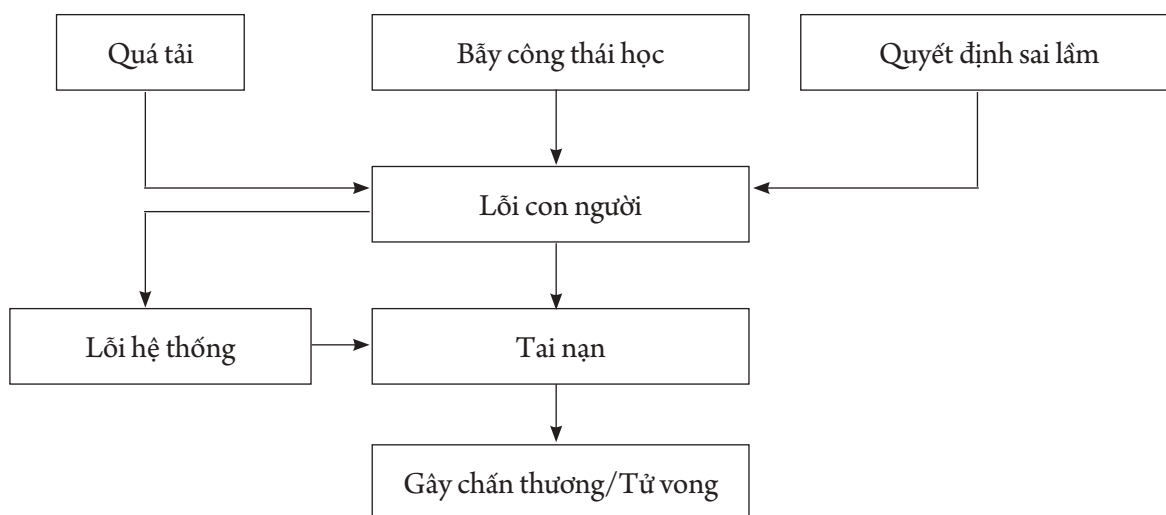 Quá tải
Bẫy công thái học
Quyết định sai lầm
Lỗi con người
Lỗi hệ thống
Tai nạn
Gây chấn thương/Tử vong